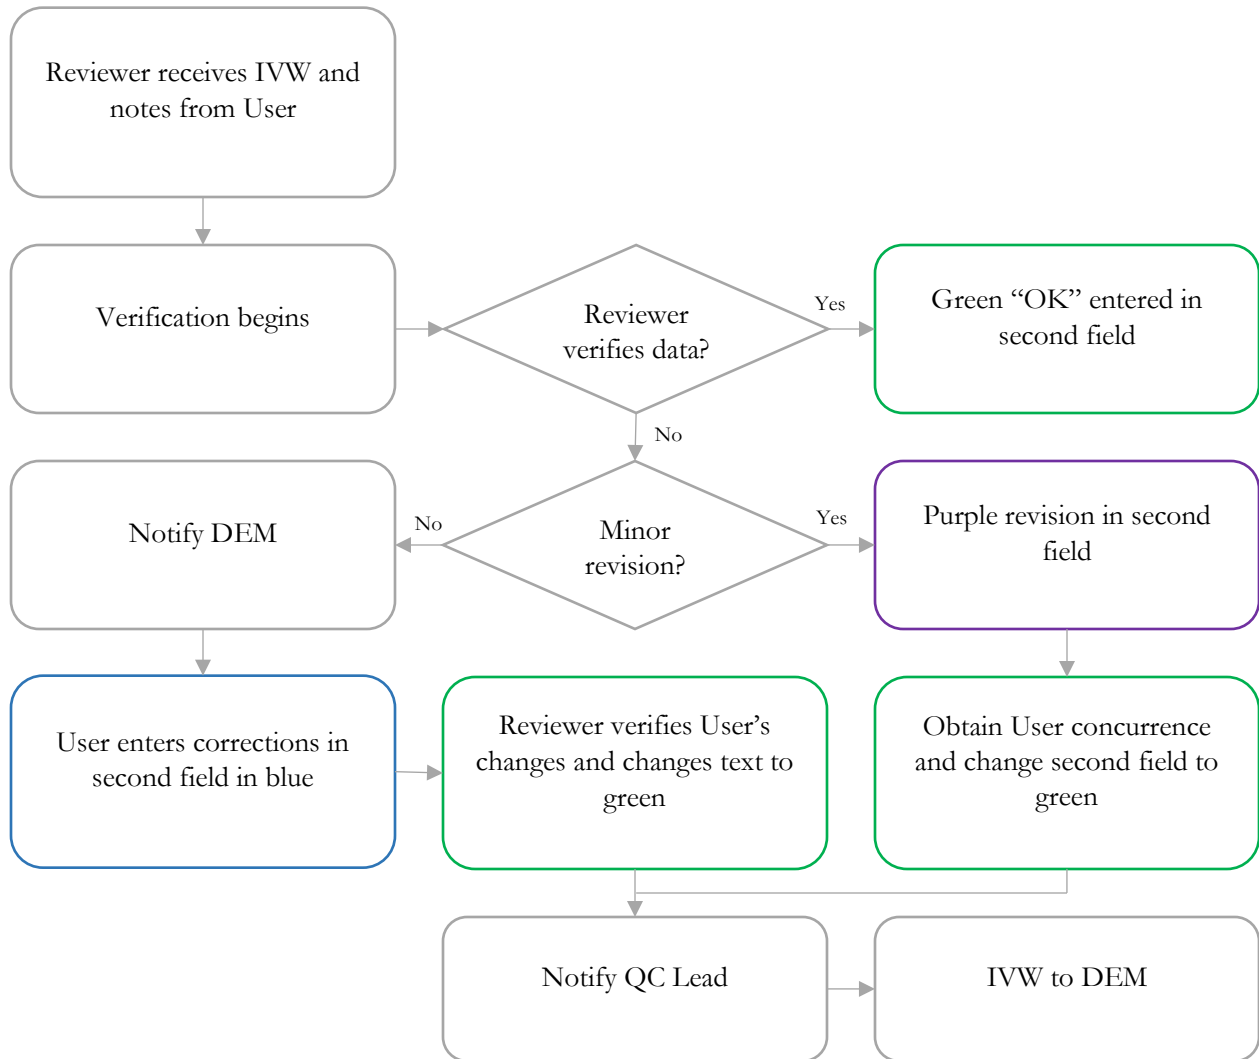 Reviewer receives IVW and
notes from User
Verification begins
Reviewer
verifies data?
Yes
Green “OK” entered in
second field
No
Notify DEM
No
Minor
revision?
Yes
Purple revision in second
field
User enters corrections in
second field in blue
Reviewer verifies User’s
changes and changes text to
green
Obtain User concurrence
and change second field to
green
Notify QC Lead
IVW to DEM